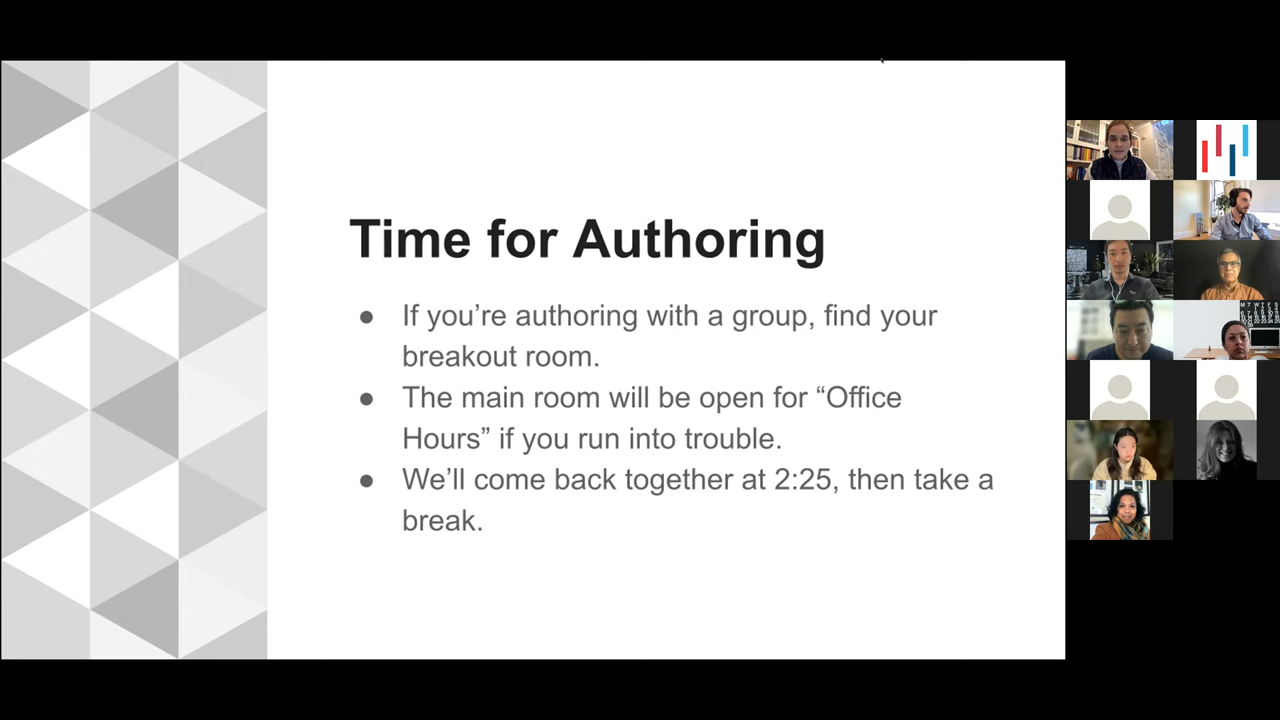 Time for Authoring
● If you’re authoring with a group, find your
breakout room.
● The main room will be open for “Office
Hours” if you run into trouble.
● We’ll come back together at 2:25, then take a
break.
M T W T F S